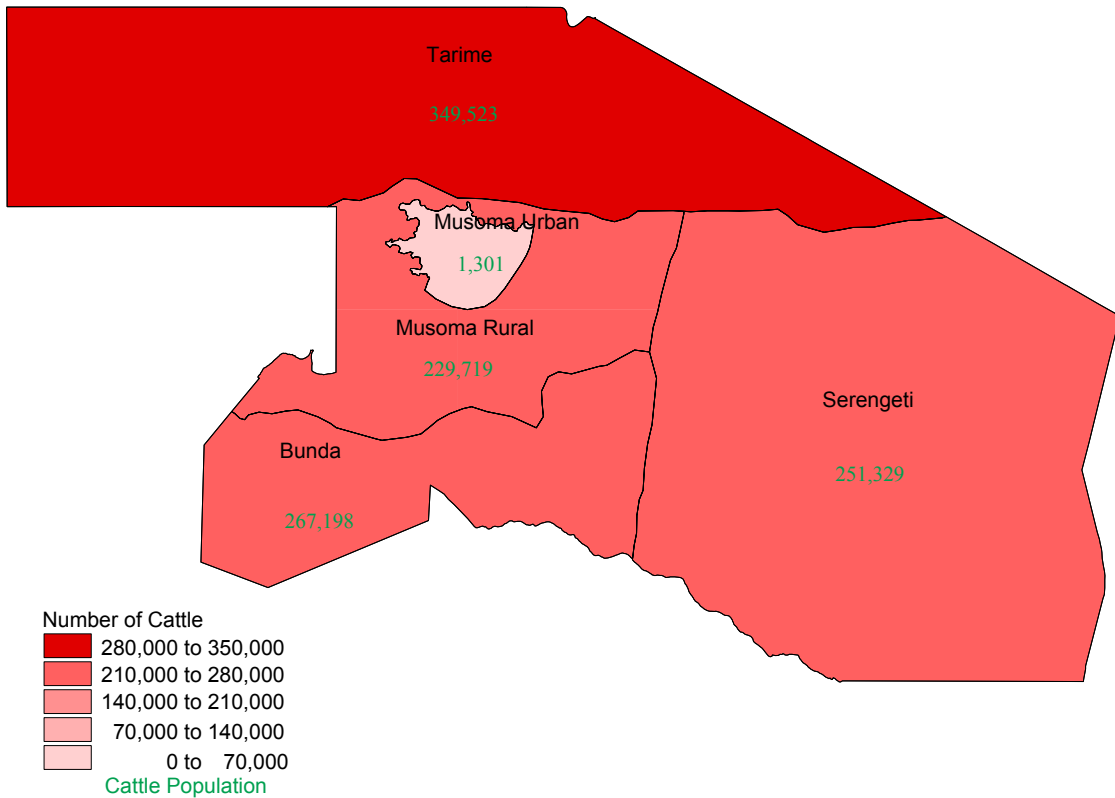 Tarime
349,523
Musoma Urban
1,301
Musoma Rural
229,719
Serengeti
251,329
Bunda
267,198
Number of Cattle
280,000 to 350,000
210,000 to 280,000
140,000 to 210,000
70,000 to 140,000
0 to 70,000
Cattle Population